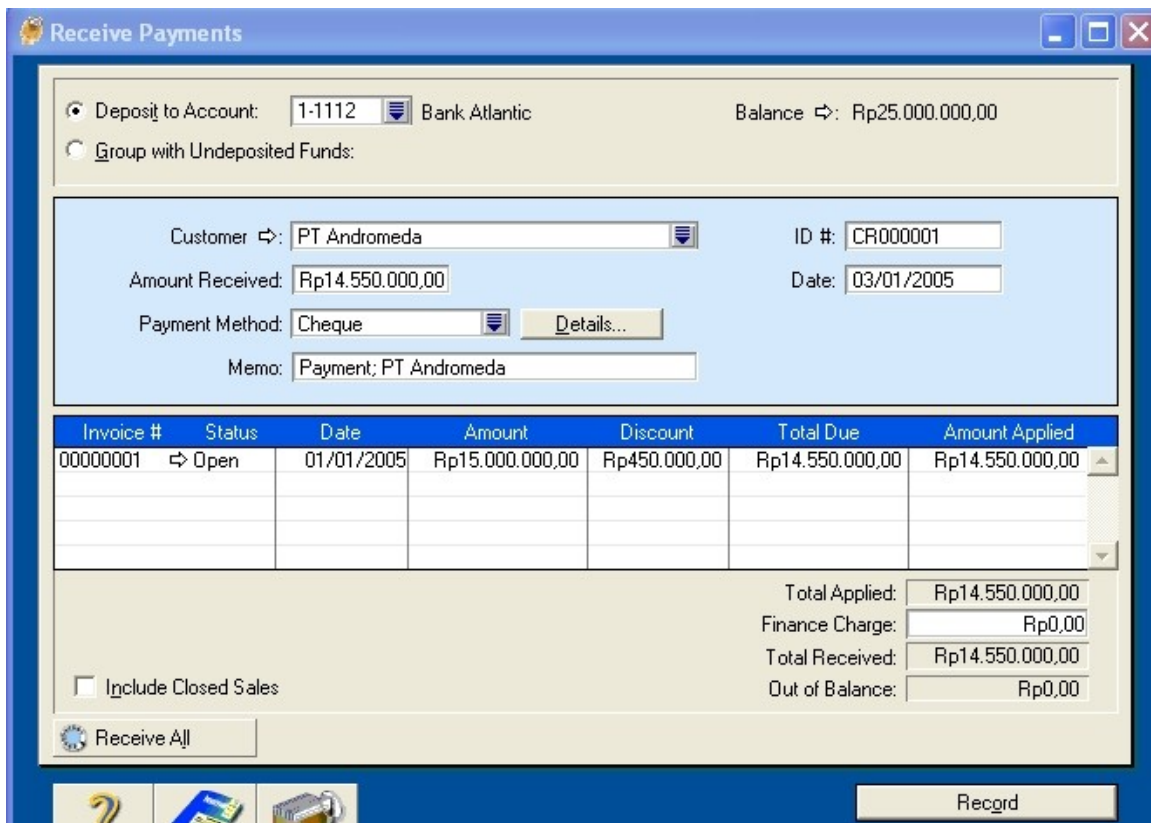 Receive Payments
Deposit to Account: 1-1112 Bank Atlantic Balance ⇨: Rp25.000.000,00
Group with Undeposited Funds:
Customer ⇨: PT Andromeda ID #: CR000001
Amount Received: Rp14.550.000,00 Date: 03/01/2005
Payment Method: Cheque Details...
Memo: Payment; PT Andromeda
Invoice # Status Date Amount Discount Total Due Amount Applied
00000001 ⇨ Open 01/01/2005 Rp15.000.000,00 Rp450.000,00 Rp14.550.000,00 Rp14.550.000,00
Total Applied: Rp14.550.000,00
Finance Charge: Rp0,00
Total Received: Rp14.550.000,00
Include Closed Sales Out of Balance: Rp0,00
Receive All
Record